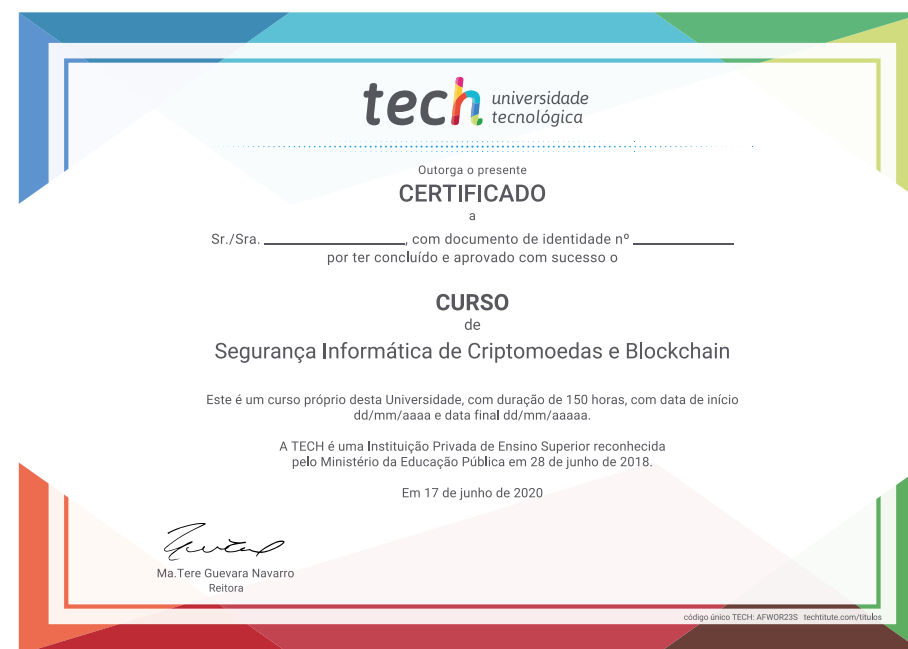 tech universidade
tecnológica
Outorga o presente
CERTIFICADO
a
Sr./Sra. ____________, com documento de identidade nº ____________
por ter concluído e aprovado com sucesso o
CURSO
de
Segurança Informática de Criptomoedas e Blockchain
Este é um curso próprio desta Universidade, com duração de 150 horas, com data de início
dd/mm/aaaa e data final dd/mm/aaaaa.
A TECH é uma Instituição Privada de Ensino Superior reconhecida
pelo Ministério da Educação Pública em 28 de junho de 2018.
Em 17 de junho de 2020
Ma.Tere Guevara Navarro
Reitora
código único TECH: AFWOR23S techtitute.com/titulos